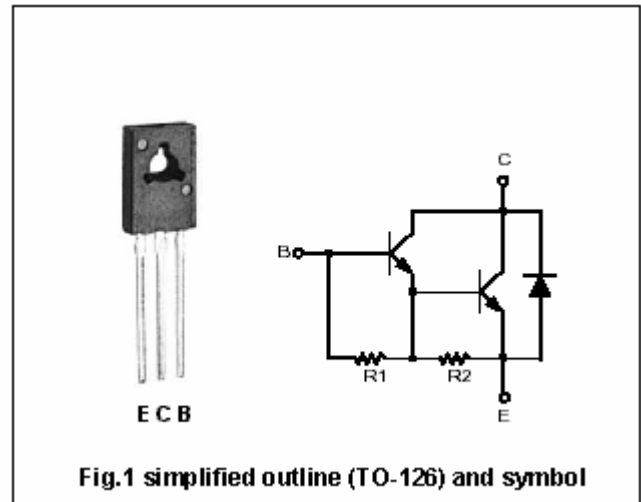 C
B
R1
R2
E
E C B
Fig.1 simplified outline (TO-126) and symbol